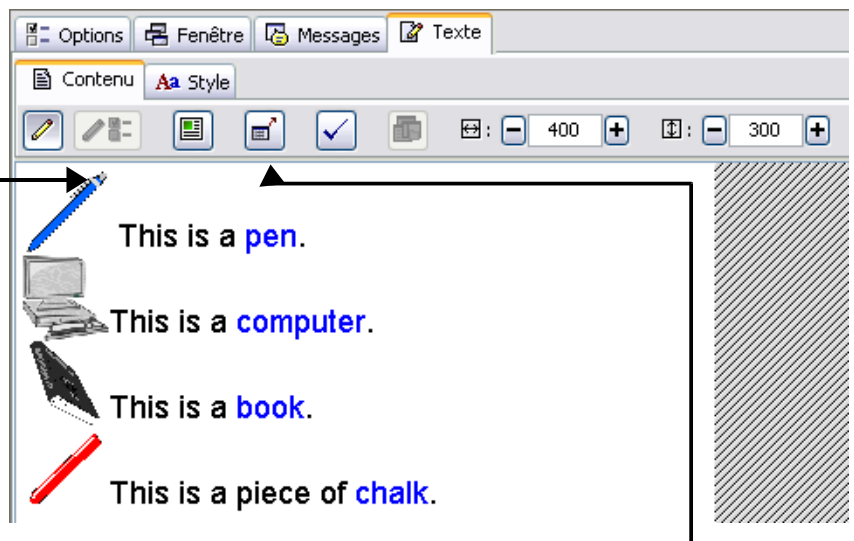 Options Fenêtre Messages Texte
Contenu Aa Style
: 400 : 300
This is a pen.
This is a computer.
This is a book.
This is a piece of chalk.